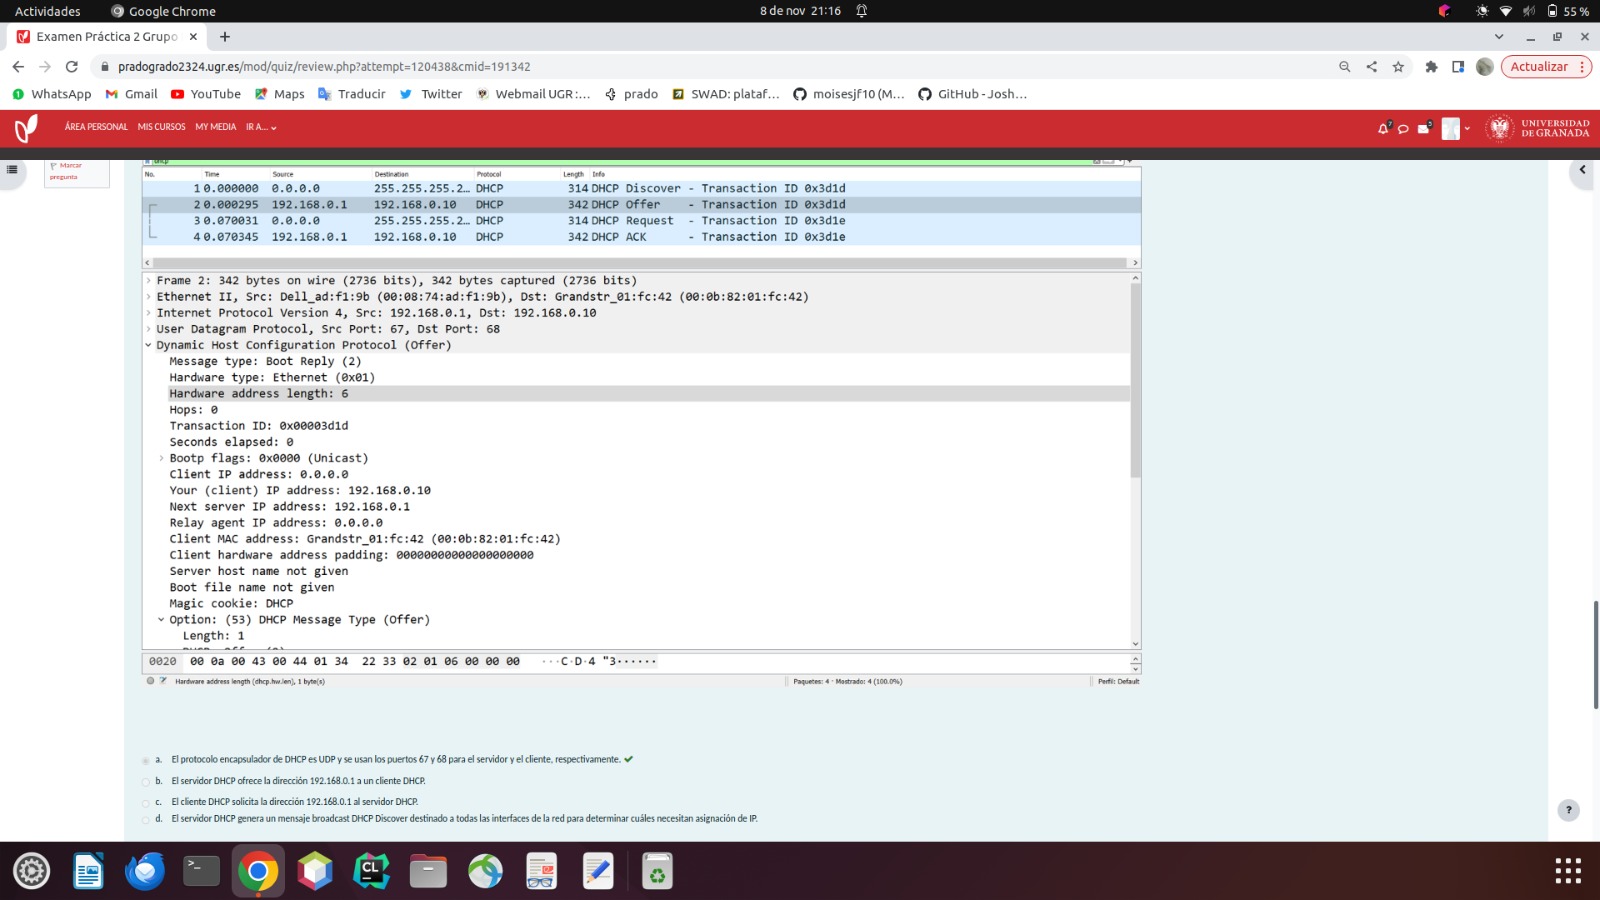 Actividades
Google Chrome
8 de nov 21:16
55 %
Examen Práctica 2 Grupo
pradogrado2324.ugr.es/mod/quiz/review.php?attempt=120438&cmid=191342
Actualizar
WhatsApp
Gmail
YouTube
Maps
Traducir
Twitter
Webmail UGR :...
prado
SWAD: plataf...
moisesjf10 (M...
GitHub - Josh...
ÁREA PERSONAL MIS CURSOS MY MEDIA IR A...
7
5
UNIVERSIDAD
DE GRANADA
Marcar
pregunta
dhcp
No. Time Source Destination Protocol Length Info
1 0.000000 0.0.0.0 255.255.255.2... DHCP 314 DHCP Discover - Transaction ID 0x3d1d
2 0.000295 192.168.0.1 192.168.0.10 DHCP 342 DHCP Offer - Transaction ID 0x3d1d
3 0.070031 0.0.0.0 255.255.255.2... DHCP 314 DHCP Request - Transaction ID 0x3d1e
4 0.070345 192.168.0.1 192.168.0.10 DHCP 342 DHCP ACK - Transaction ID 0x3d1e
Frame 2: 342 bytes on wire (2736 bits), 342 bytes captured (2736 bits)
Ethernet II, Src: Dell_ad:f1:9b (00:08:74:ad:f1:9b), Dst: Grandstr_01:fc:42 (00:0b:82:01:fc:42)
Internet Protocol Version 4, Src: 192.168.0.1, Dst: 192.168.0.10
User Datagram Protocol, Src Port: 67, Dst Port: 68
Dynamic Host Configuration Protocol (Offer)
Message type: Boot Reply (2)
Hardware type: Ethernet (0x01)
Hardware address length: 6
Hops: 0
Transaction ID: 0x00003d1d
Seconds elapsed: 0
Bootp flags: 0x0000 (Unicast)
Client IP address: 0.0.0.0
Your (client) IP address: 192.168.0.10
Next server IP address: 192.168.0.1
Relay agent IP address: 0.0.0.0
Client MAC address: Grandstr_01:fc:42 (00:0b:82:01:fc:42)
Client hardware address padding: 00000000000000000000
Server host name not given
Boot file name not given
Magic cookie: DHCP
Option: (53) DHCP Message Type (Offer)
Length: 1
0020 00 0a 00 43 00 44 01 34 22 33 02 01 06 00 00 00 ···C·D·4 "3······
Hardware address length (dhcp.hw.len), 1 byte(s)
Paquetes: 4 · Mostrado: 4 (100.0%)
Perfil: Default
a. El protocolo encapsulador de DHCP es UDP y se usan los puertos 67 y 68 para el servidor y el cliente, respectivamente.
b. El servidor DHCP ofrece la dirección 192.168.0.1 a un cliente DHCP.
c. El cliente DHCP solicita la dirección 192.168.0.1 al servidor DHCP.
d. El servidor DHCP genera un mensaje broadcast DHCP Discover destinado a todas las interfaces de la red para determinar cuáles necesitan asignación de IP.
?
>_
CL